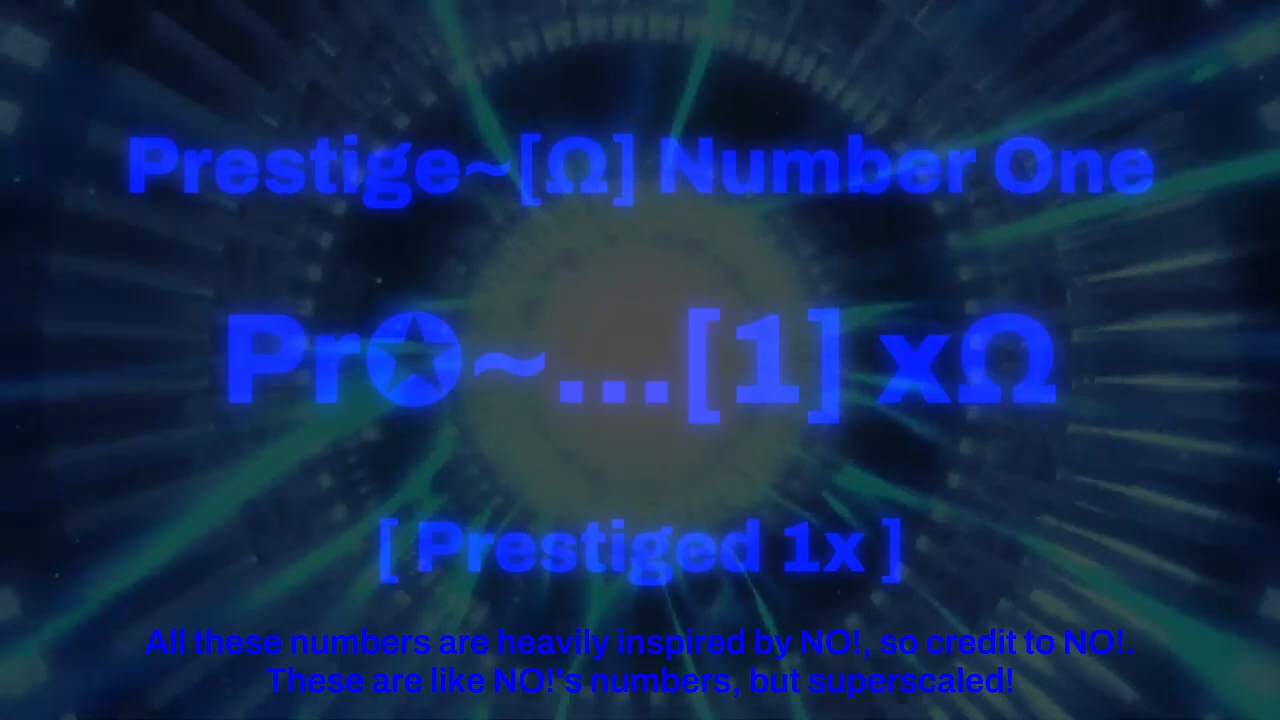 Prestige~[Ω] Number One
Pr✪~...[1] xΩ
[ Prestiged 1x ]
All these numbers are heavily inspired by NO!, so credit to NO!.
These are like NO!'s numbers, but superscaled!